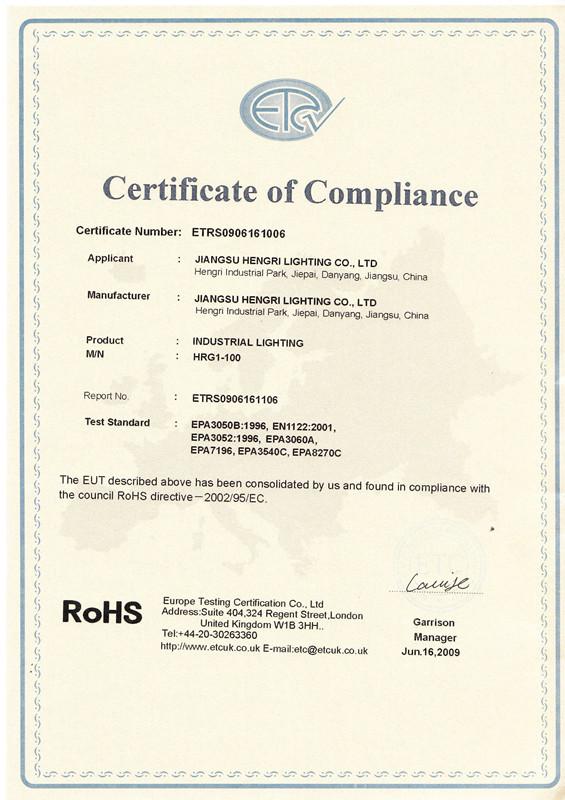 ETC
Certificate of Compliance
Certificate Number: ETRS0906161006
Applicant : JIANGSU HENGRI LIGHTING CO., LTD
Hengri Industrial Park, Jiepai, Danyang, Jiangsu, China
Manufacturer : JIANGSU HENGRI LIGHTING CO., LTD
Hengri Industrial Park, Jiepai, Danyang, Jiangsu, China
Product : INDUSTRIAL LIGHTING
M/N : HRG1-100
Report No. : ETRS0906161106
Test Standard : EPA3050B:1996, EN1122:2001,
EPA3052:1996, EPA3060A,
EPA7196, EPA3540C, EPA8270C
The EUT described above has been consolidated by us and found in compliance with
the council RoHS directive－2002/95/EC.
Louise
RoHS
Europe Testing Certification Co., Ltd
Address:Suite 404,324 Regent Street,London
United Kingdom W1B 3HH..
Tel:+44-20-30263360
http://www.etcuk.co.uk E-mail:etc@etcuk.co.uk
Garrison
Manager
Jun.16,2009